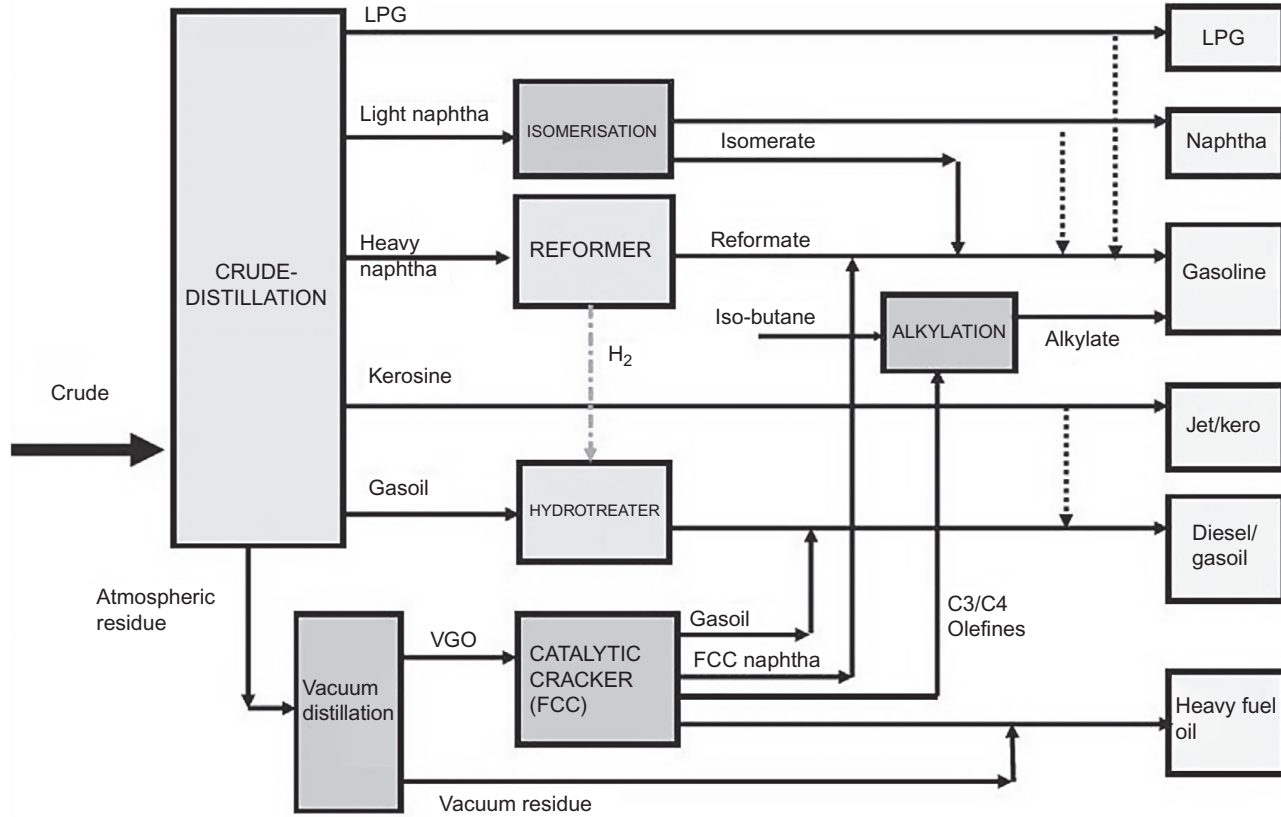 LPG
LPG
Light naphtha
ISOMERISATION
Isomerate
Naphtha
Heavy
naphtha
REFORMER
Reformate
Gasoline
CRUDE-
DISTILLATION
Iso-butane
ALKYLATION
Alkylate
H2
Kerosine
Crude
Jet/kero
Gasoil
HYDROTREATER
Diesel/
gasoil
Atmospheric
residue
C3/C4
Olefines
Gasoil
VGO
CATALYTIC
CRACKER
(FCC)
FCC naphtha
Vacuum
distillation
Heavy fuel
oil
Vacuum residue